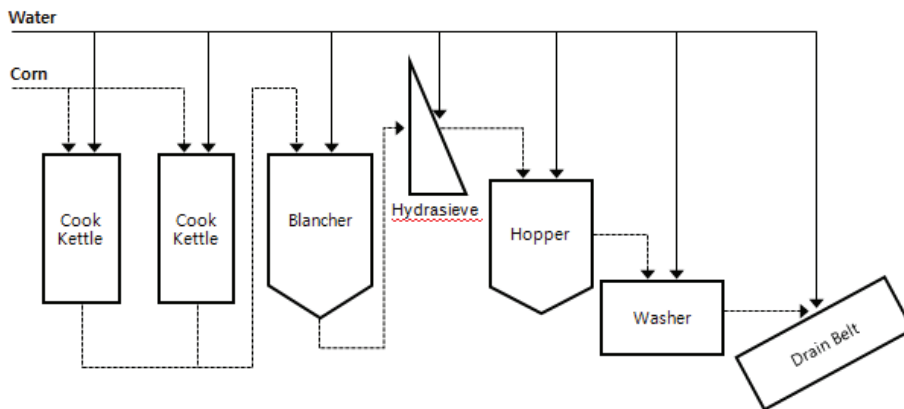 Water
Corn
Cook
Kettle
Cook
Kettle
Blancher
Hydrasieve
Hopper
Washer
Drain Belt